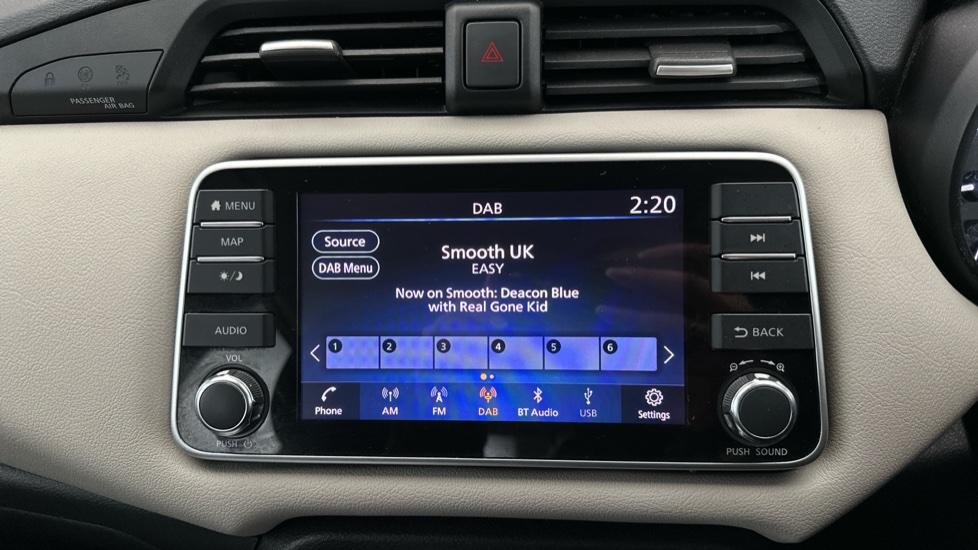 PASSENGER
AIR BAG
MENU
MAP
AUDIO
VOL
PUSH
DAB
2:20
Source
DAB Menu
Smooth UK
EASY
Now on Smooth: Deacon Blue
with Real Gone Kid
1 2 3 4 5 6
Phone
AM
FM
DAB
BT Audio
USB
Settings
BACK
PUSH SOUND